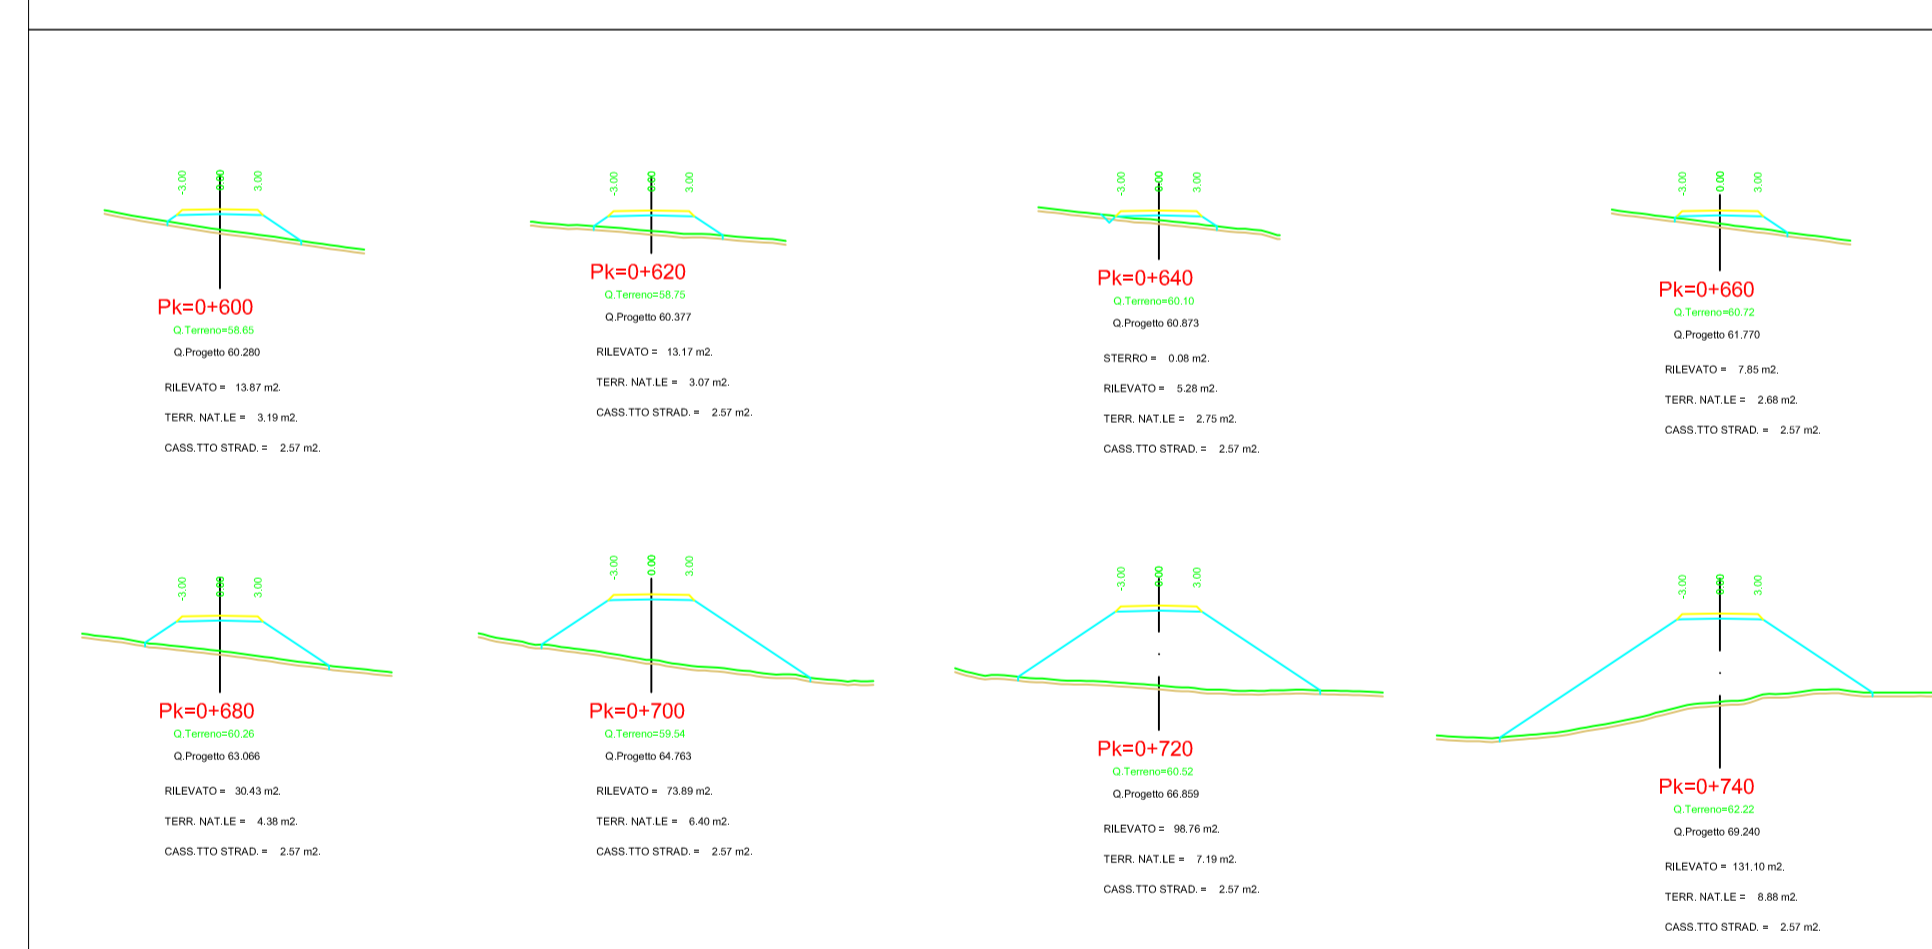 -3.00 0.00 3.00
Pk=0+600
Q.Terreno=58.65
Q.Progetto 60.280
RILEVATO = 13.87 m2.
TERR. NAT.LE = 3.19 m2.
CASS.TTO STRAD. = 2.57 m2.
-3.00 0.00 3.00
Pk=0+620
Q.Terreno=58.75
Q.Progetto 60.377
RILEVATO = 13.17 m2.
TERR. NAT.LE = 3.07 m2.
CASS.TTO STRAD. = 2.57 m2.
-3.00 0.00 3.00
Pk=0+640
Q.Terreno=60.10
Q.Progetto 60.873
STERRO = 0.08 m2.
RILEVATO = 5.28 m2.
TERR. NAT.LE = 2.75 m2.
CASS.TTO STRAD. = 2.57 m2.
-3.00 0.00 3.00
Pk=0+660
Q.Terreno=60.72
Q.Progetto 61.770
RILEVATO = 7.85 m2.
TERR. NAT.LE = 2.68 m2.
CASS.TTO STRAD. = 2.57 m2.
-3.00 0.00 3.00
Pk=0+680
Q.Terreno=60.26
Q.Progetto 63.066
RILEVATO = 30.43 m2.
TERR. NAT.LE = 4.38 m2.
CASS.TTO STRAD. = 2.57 m2.
-3.00 0.00 3.00
Pk=0+700
Q.Terreno=59.54
Q.Progetto 64.763
RILEVATO = 73.89 m2.
TERR. NAT.LE = 6.40 m2.
CASS.TTO STRAD. = 2.57 m2.
-3.00 0.00 3.00
Pk=0+720
Q.Terreno=60.52
Q.Progetto 66.859
RILEVATO = 98.76 m2.
TERR. NAT.LE = 7.19 m2.
CASS.TTO STRAD. = 2.57 m2.
-3.00 0.00 3.00
Pk=0+740
Q.Terreno=62.22
Q.Progetto 69.240
RILEVATO = 131.10 m2.
TERR. NAT.LE = 8.88 m2.
CASS.TTO STRAD. = 2.57 m2.